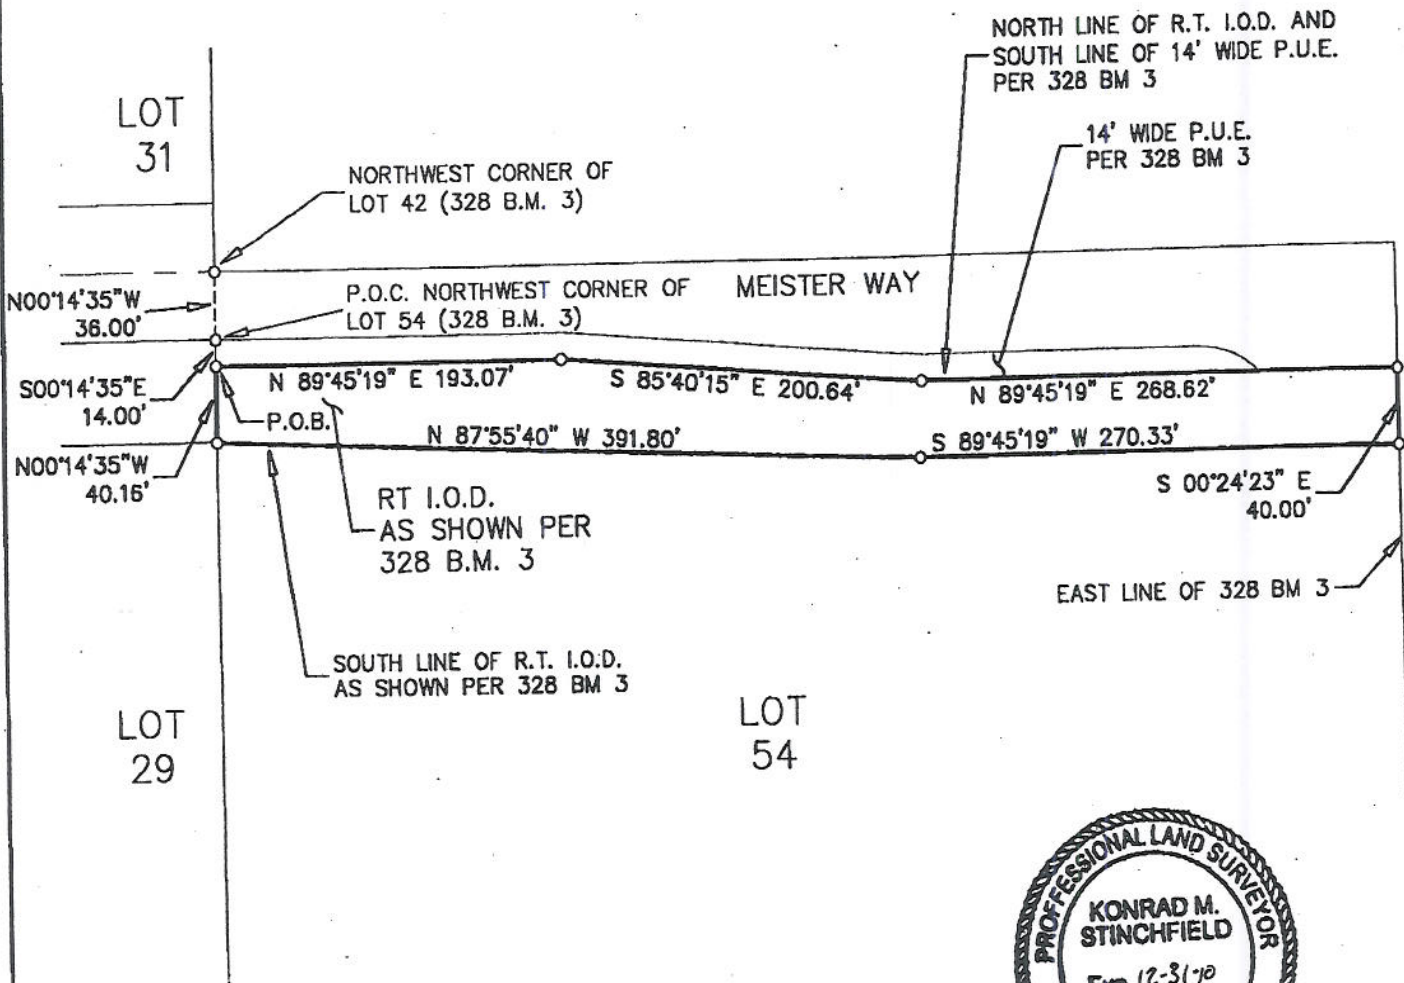 NORTH LINE OF R.T. I.O.D. AND
SOUTH LINE OF 14' WIDE P.U.E.
PER 328 BM 3
LOT
31
14' WIDE P.U.E.
PER 328 BM 3
NORTHWEST CORNER OF
LOT 42 (328 B.M. 3)
N00°14'35"W
36.00'
P.O.C. NORTHWEST CORNER OF
LOT 54 (328 B.M. 3)
MEISTER WAY
S00°14'35"E
14.00'
N 89°45'19" E 193.07'
S 85°40'15" E 200.64'
N 89°45'19" E 268.62'
P.O.B.
N 87°55'40" W 391.80'
S 89°45'19" W 270.33'
N00°14'35"W
40.16'
S 00°24'23" E
40.00'
RT I.O.D.
AS SHOWN PER
328 B.M. 3
EAST LINE OF 328 BM 3
SOUTH LINE OF R.T. I.O.D.
AS SHOWN PER 328 BM 3
LOT
29
LOT
54
PROFFESSIONAL LAND SURVEYOR
KONRAD M.
STINCHFIELD
Exp 12-31-10